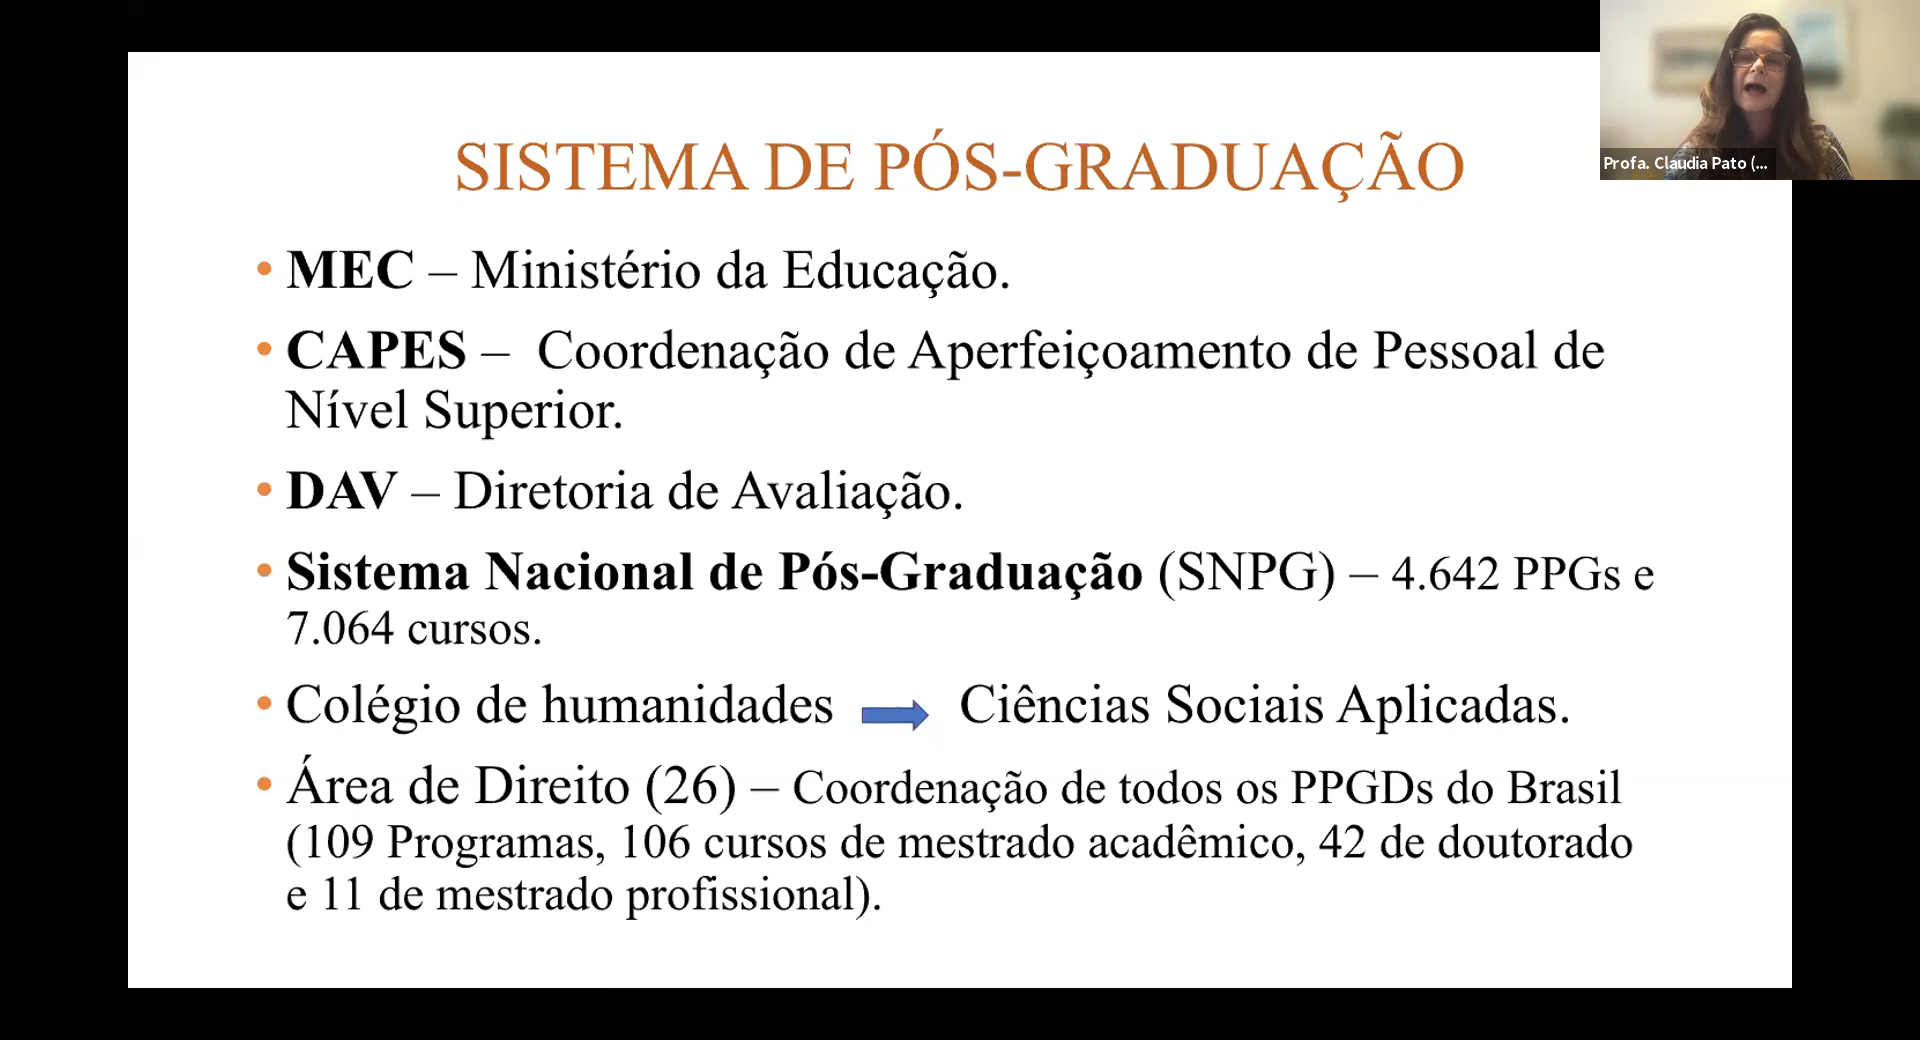 SISTEMA DE PÓS-GRADUAÇÃO
Profa. Claudia Pato (...
• MEC – Ministério da Educação.
• CAPES – Coordenação de Aperfeiçoamento de Pessoal de
Nível Superior.
• DAV – Diretoria de Avaliação.
• Sistema Nacional de Pós-Graduação (SNPG) – 4.642 PPGs e
7.064 cursos.
• Colégio de humanidades Ciências Sociais Aplicadas.
• Área de Direito (26) – Coordenação de todos os PPGDs do Brasil
(109 Programas, 106 cursos de mestrado acadêmico, 42 de doutorado
e 11 de mestrado profissional).